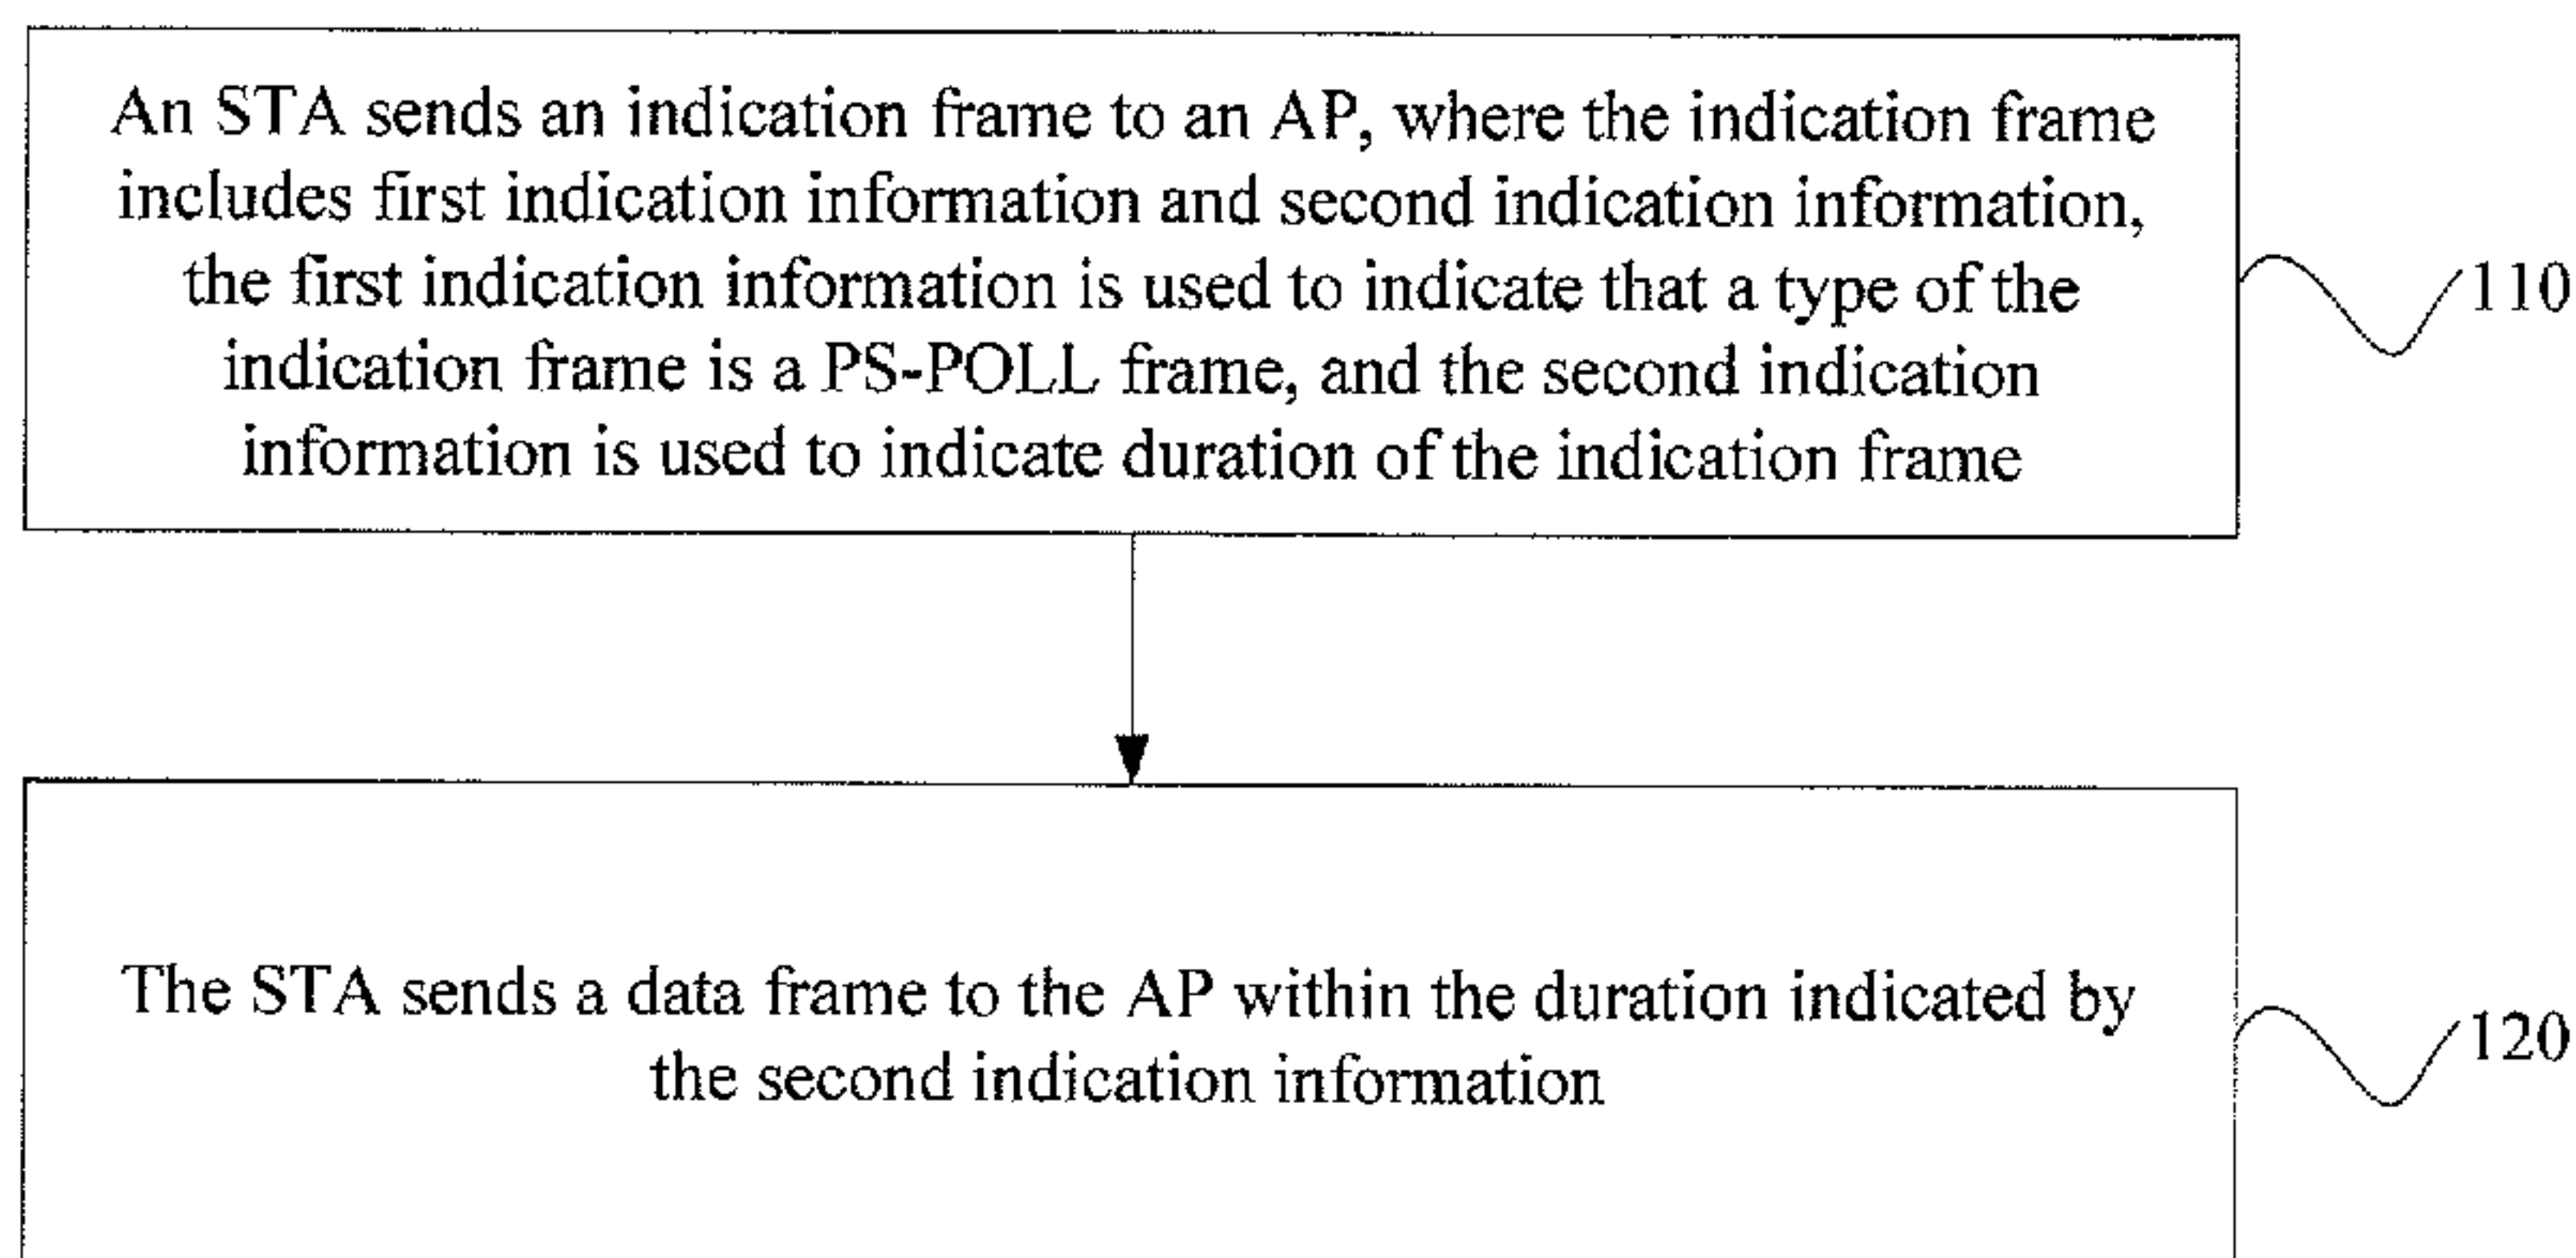 An STA sends an indication frame to an AP, where the indication frame
includes first indication information and second indication information,
the first indication information is used to indicate that a type of the
indication frame is a PS-POLL frame, and the second indication
information is used to indicate duration of the indication frame
110
The STA sends a data frame to the AP within the duration indicated by
the second indication information
120